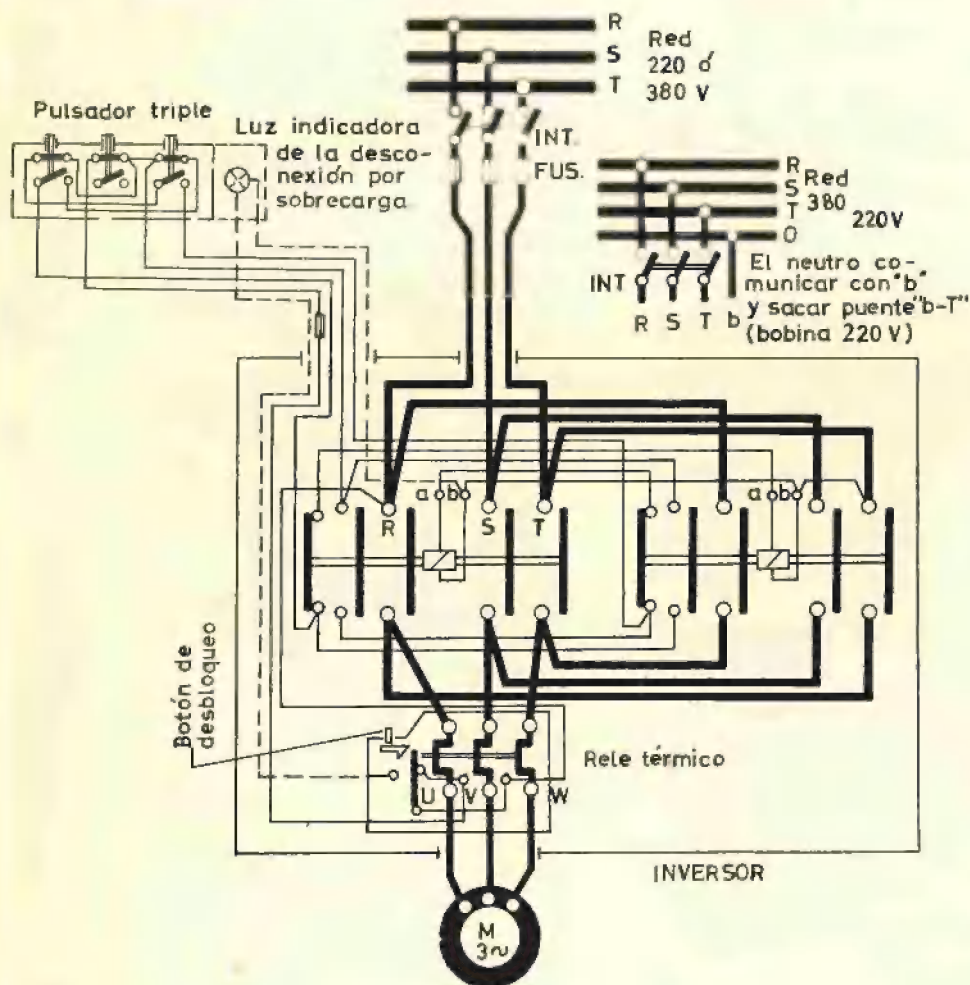 R
S
T
Red
220 ó
380 V
Pulsador triple
Luz indicadora
de la desco-
nexión por
sobrecarga
INT.
FUS.
R
S
T
O
Red
380
220V
INT
R S T b
El neutro co-
municar con "b"
y sacar puente "b-T"
(bobina 220 V)
a b
a b
R
S
T
Botón de
desbloqueo
Rele térmico
U
V
W
INVERSOR
M
3~